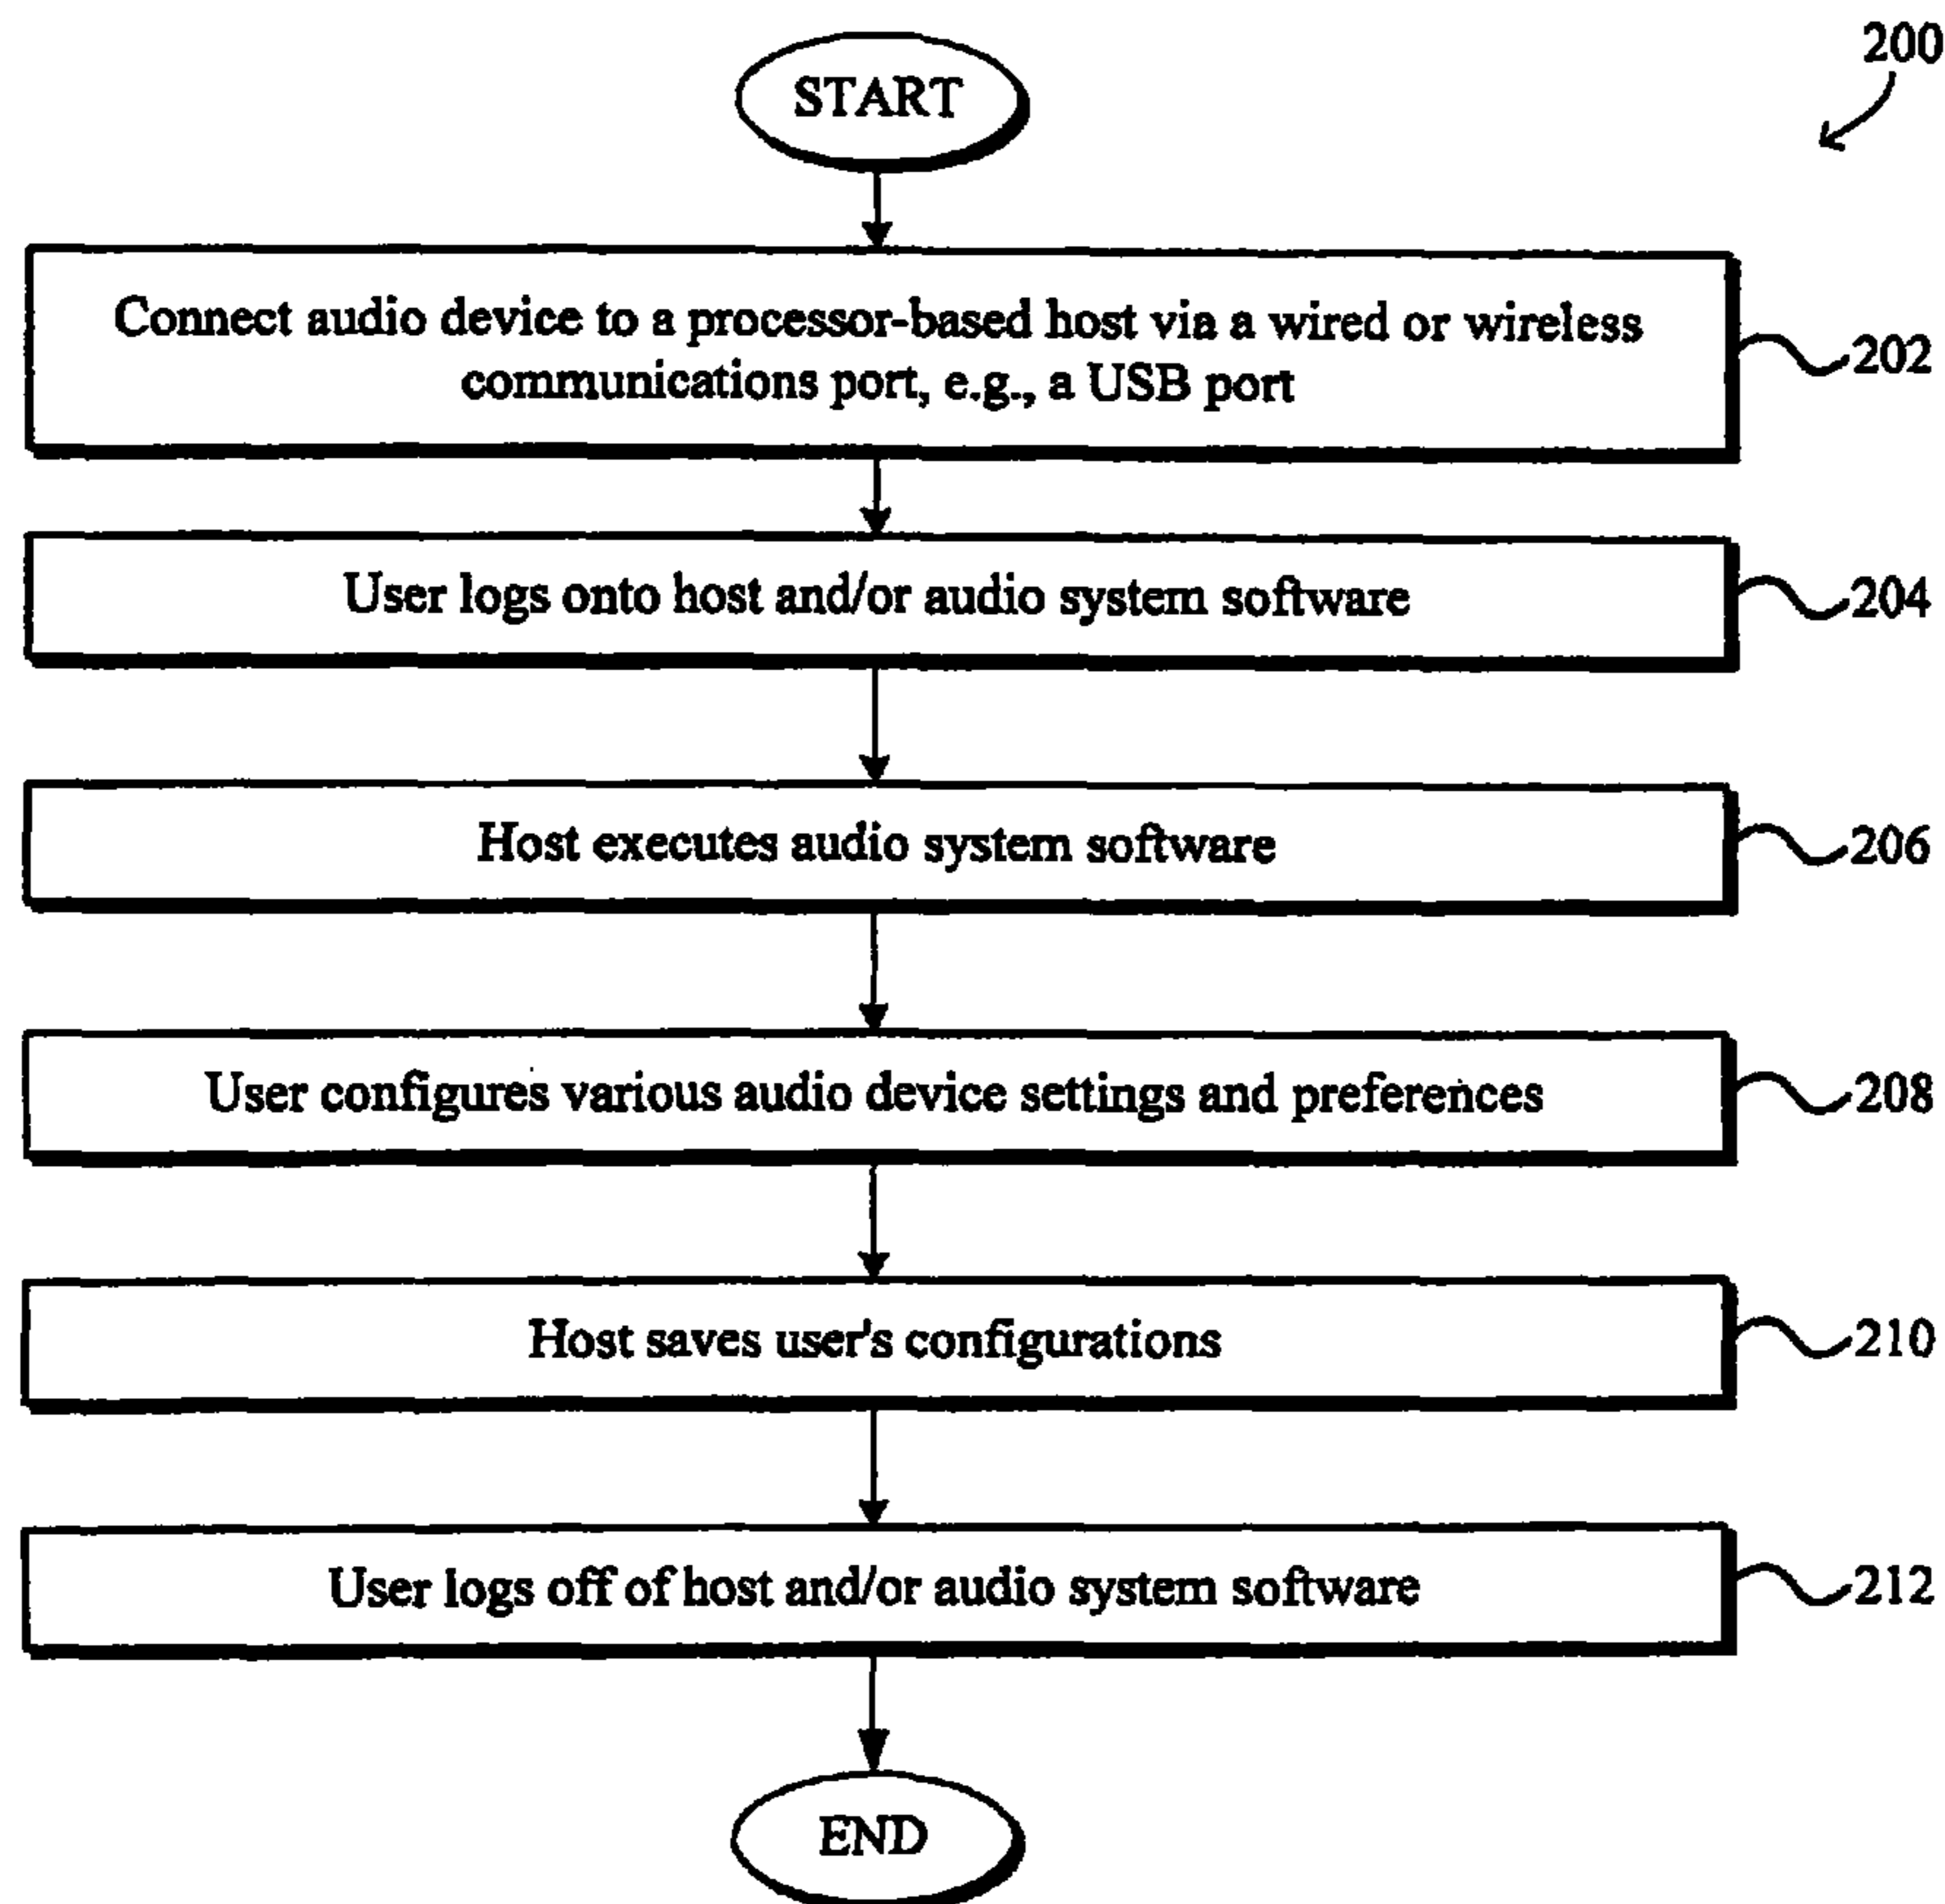 200
START
Connect audio device to a processor-based host via a wired or wireless
communications port, e.g., a USB port
202
User logs onto host and/or audio system software
204
Host executes audio system software
206
User configures various audio device settings and preferences
208
Host saves user's configurations
210
User logs off of host and/or audio system software
212
END